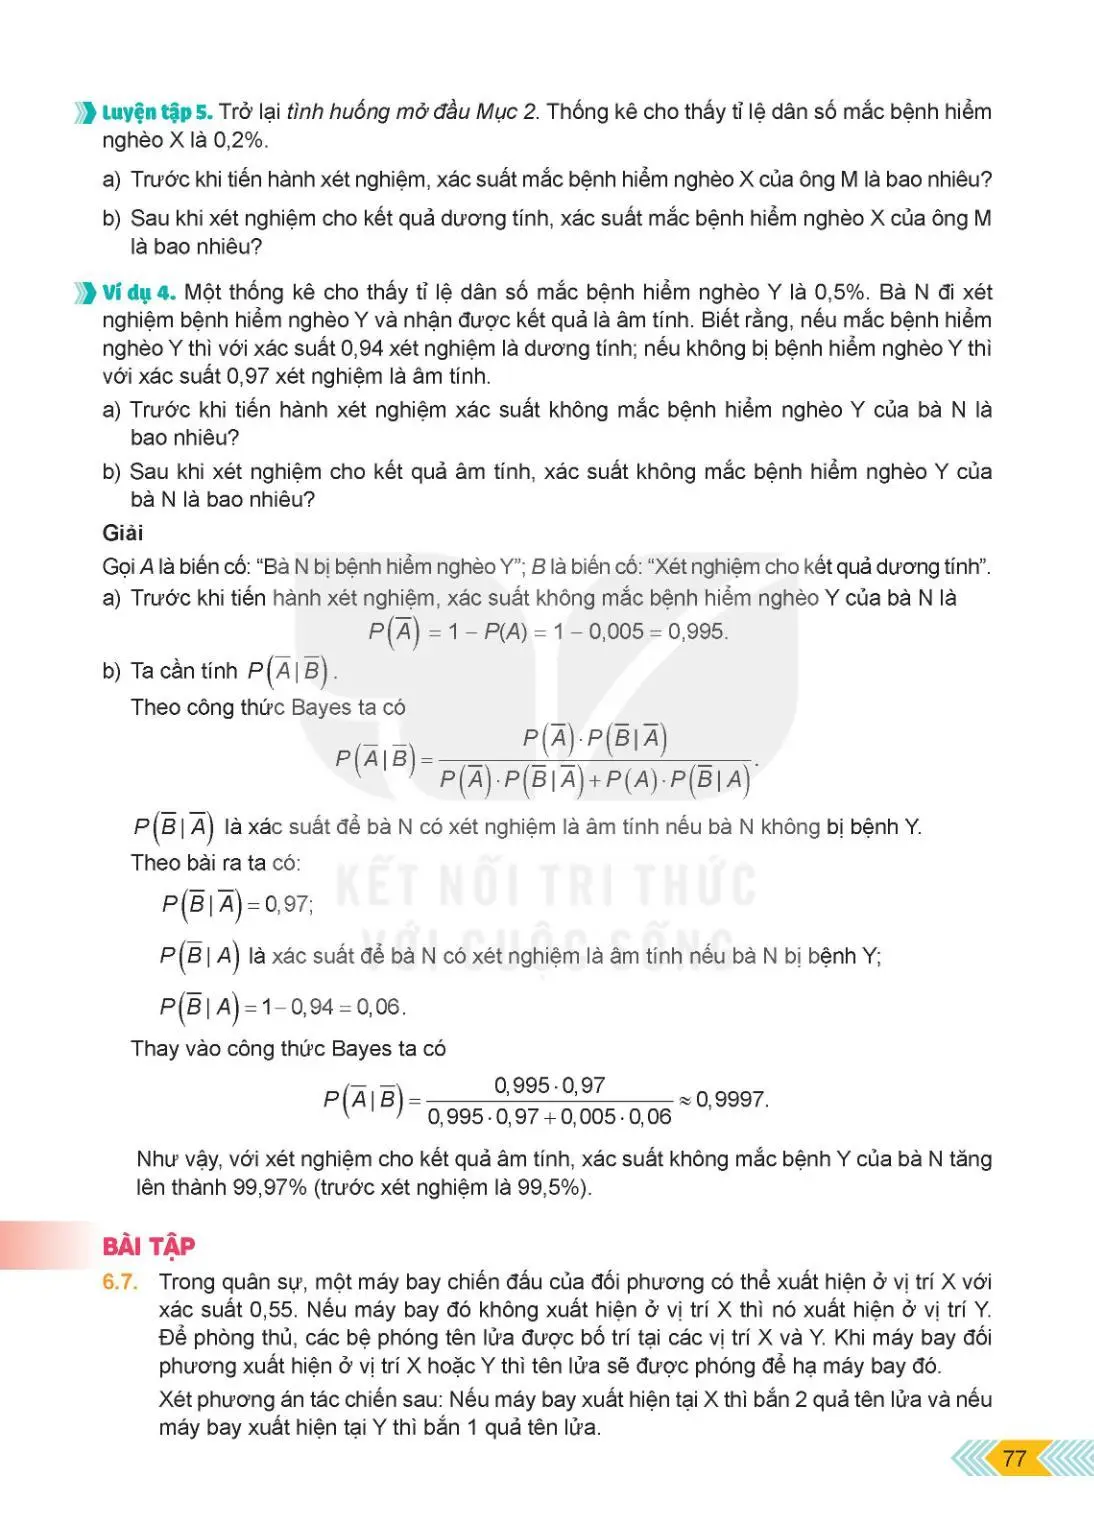 Luyện tập 5. Trở lại tình huống mở đầu Mục 2. Thống kê cho thấy tỉ lệ dân số mắc bệnh hiểm
nghèo X là 0,2%.
a) Trước khi tiến hành xét nghiệm, xác suất mắc bệnh hiểm nghèo X của ông M là bao nhiêu?
b) Sau khi xét nghiệm cho kết quả dương tính, xác suất mắc bệnh hiểm nghèo X của ông M
là bao nhiêu?
Ví dụ 4. Một thống kê cho thấy tỉ lệ dân số mắc bệnh hiểm nghèo Y là 0,5%. Bà N đi xét
nghiệm bệnh hiểm nghèo Y và nhận được kết quả là âm tính. Biết rằng, nếu mắc bệnh hiểm
nghèo Y thì với xác suất 0,94 xét nghiệm là dương tính; nếu không bị bệnh hiểm nghèo Y thì
với xác suất 0,97 xét nghiệm là âm tính.
a) Trước khi tiến hành xét nghiệm xác suất không mắc bệnh hiểm nghèo Y của bà N là
bao nhiêu?
b) Sau khi xét nghiệm cho kết quả âm tính, xác suất không mắc bệnh hiểm nghèo Y của
bà N là bao nhiêu?
Giải
Gọi A là biến cố: “Bà N bị bệnh hiểm nghèo Y”; B là biến cố: “Xét nghiệm cho kết quả dương tính”.
a) Trước khi tiến hành xét nghiệm, xác suất không mắc bệnh hiểm nghèo Y của bà N là
P(A̅) = 1 – P(A) = 1 – 0,005 = 0,995.
b) Ta cần tính P(A̅ | B̅).
Theo công thức Bayes ta có
P(A̅ | B̅) = P(A̅)·P(B̅ | A̅) / (P(A̅)·P(B̅ | A̅) + P(A)·P(B̅ | A)).
P(B̅ | A̅) là xác suất để bà N có xét nghiệm là âm tính nếu bà N không bị bệnh Y.
Theo bài ra ta có:
P(B̅ | A̅) = 0,97;
P(B̅ | A) là xác suất để bà N có xét nghiệm là âm tính nếu bà N bị bệnh Y;
P(B̅ | A) = 1 – 0,94 = 0,06.
Thay vào công thức Bayes ta có
P(A̅ | B̅) = 0,995·0,97 / (0,995·0,97 + 0,005·0,06) ≈ 0,9997.
Như vậy, với xét nghiệm cho kết quả âm tính, xác suất không mắc bệnh Y của bà N tăng
lên thành 99,97% (trước xét nghiệm là 99,5%).
KẾT NỐI TRI THỨC
VỚI CUỘC SỐNG
BÀI TẬP
6.7. Trong quân sự, một máy bay chiến đấu của đối phương có thể xuất hiện ở vị trí X với
xác suất 0,55. Nếu máy bay đó không xuất hiện ở vị trí X thì nó xuất hiện ở vị trí Y.
Để phòng thủ, các bệ phóng tên lửa được bố trí tại các vị trí X và Y. Khi máy bay đối
phương xuất hiện ở vị trí X hoặc Y thì tên lửa sẽ được phóng để hạ máy bay đó.
Xét phương án tác chiến sau: Nếu máy bay xuất hiện tại X thì bắn 2 quả tên lửa và nếu
máy bay xuất hiện tại Y thì bắn 1 quả tên lửa.
77